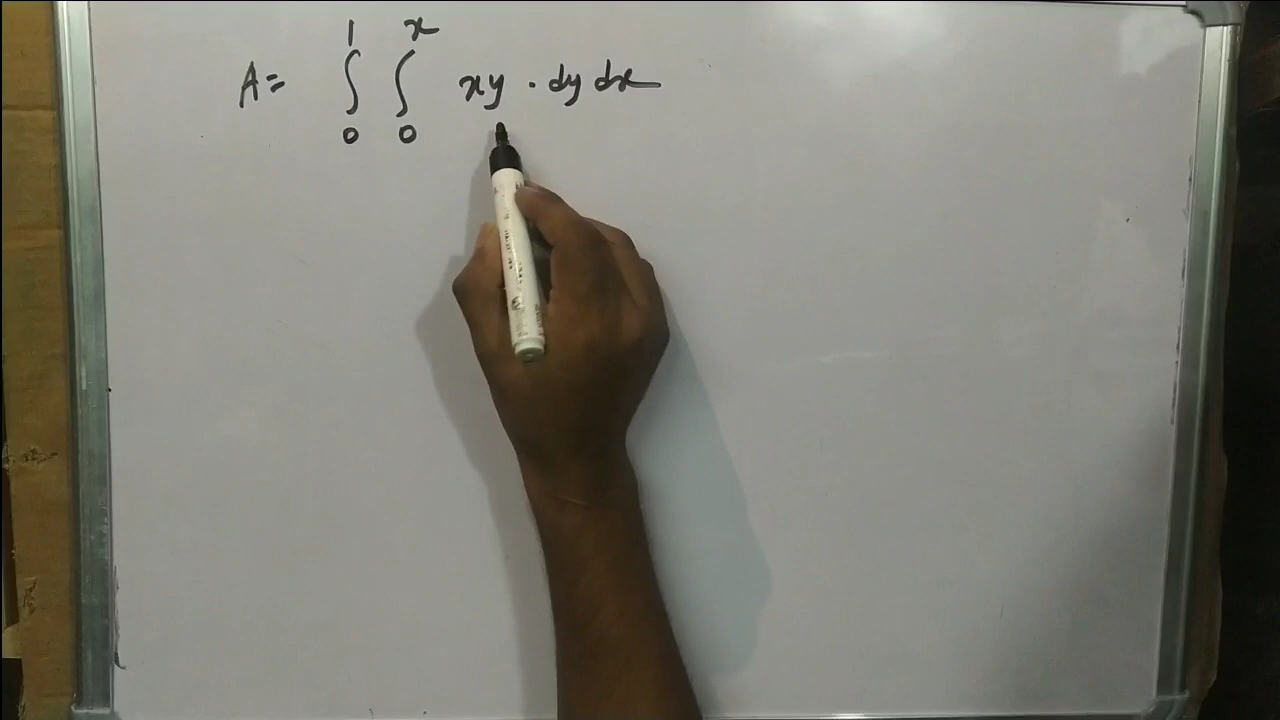 A = ∫₀¹ ∫₀ˣ xy · dy dx